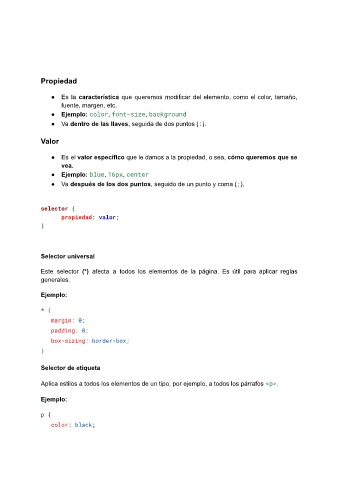 Propiedad
● Es la característica que queremos modificar del elemento, como el color, tamaño,
fuente, margen, etc.
● Ejemplo: color, font-size, background
● Va dentro de las llaves, seguida de dos puntos (:).
Valor
● Es el valor específico que le damos a la propiedad, o sea, cómo queremos que se
vea.
● Ejemplo: blue, 16px, center
● Va después de los dos puntos, seguido de un punto y coma (;).
selector {
propiedad: valor;
}
Selector universal
Este selector (*) afecta a todos los elementos de la página. Es útil para aplicar reglas
generales.
Ejemplo:
* {
margin: 0;
padding: 0;
box-sizing: border-box;
}
Selector de etiqueta
Aplica estilos a todos los elementos de un tipo, por ejemplo, a todos los párrafos <p>.
Ejemplo:
p {
color: black;